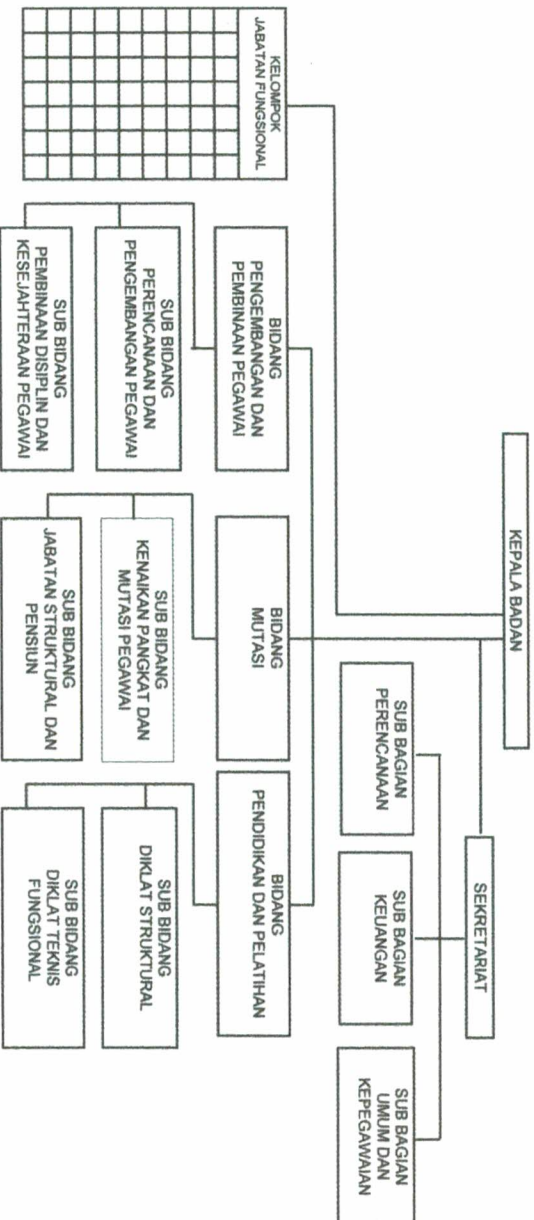 KEPALA BADAN
SEKRETARIAT
SUB BAGIAN
PERENCANAAN
SUB BAGIAN
KEUANGAN
SUB BAGIAN
UMUM DAN
KEPEGAWAIAN
KELOMPOK
JABATAN FUNGSIONAL
BIDANG
PENGEMBANGAN DAN
PEMBINAAN PEGAWAI
BIDANG
MUTASI
BIDANG
PENDIDIKAN DAN PELATIHAN
SUB BIDANG
PERENCANAAN DAN
PENGEMBANGAN PEGAWAI
SUB BIDANG
KENAIKAN PANGKAT DAN
MUTASI PEGAWAI
SUB BIDANG
DIKLAT STRUKTURAL
SUB BIDANG
PEMBINAAN DISIPLIN DAN
KESEJAHTERAAN PEGAWAI
SUB BIDANG
JABATAN STRUKTURAL DAN
PENSIUN
SUB BIDANG
DIKLAT TEKNIS
FUNGSIONAL